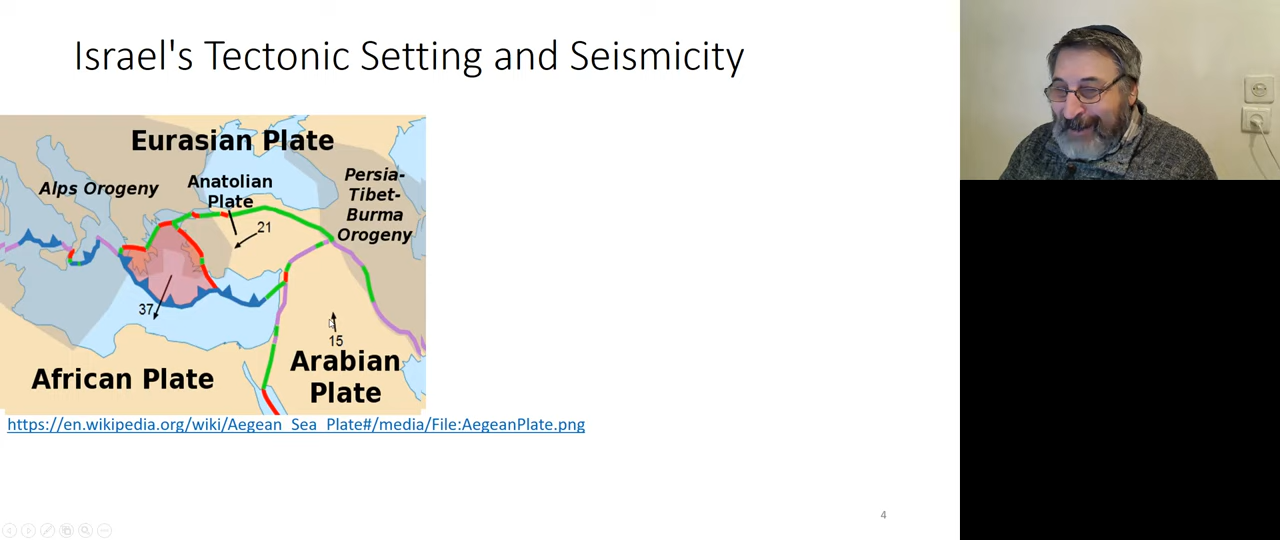 Israel's Tectonic Setting and Seismicity
Eurasian Plate
Alps Orogeny
Anatolian
Plate
Persia-
Tibet-
Burma
Orogeny
21
37
15
Arabian
Plate
African Plate
https://en.wikipedia.org/wiki/Aegean_Sea_Plate#/media/File:AegeanPlate.png
4